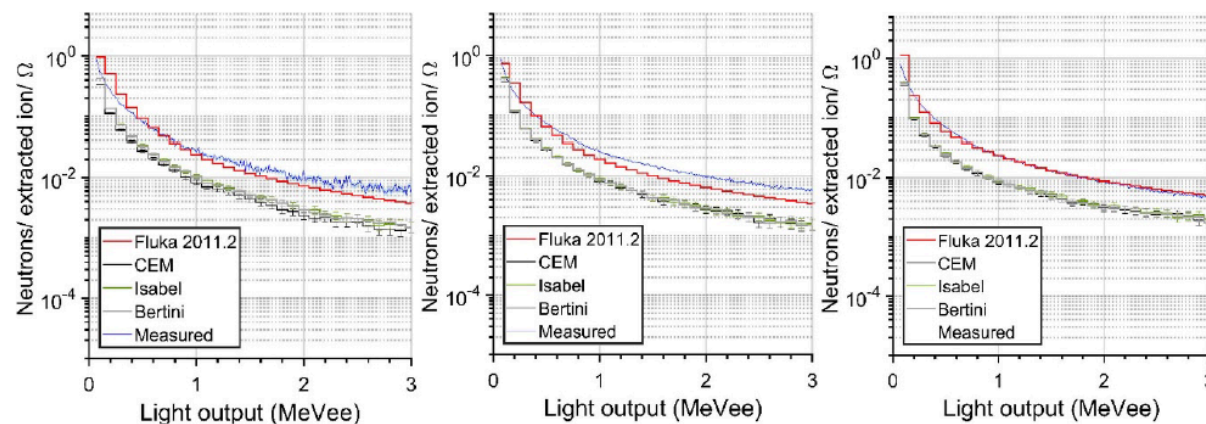 Neutrons/ extracted ion/ Ω
10⁰
10⁻²
10⁻⁴
Fluka 2011.2
CEM
Isabel
Bertini
Measured
0 1 2 3
Light output (MeVee)
Neutrons/ extracted ion/ Ω
10⁰
10⁻²
10⁻⁴
Fluka 2011.2
CEM
Isabel
Bertini
Measured
0 1 2 3
Light output (MeVee)
Neutrons/ extracted ion/ Ω
10⁰
10⁻²
10⁻⁴
Fluka 2011.2
CEM
Isabel
Bertini
Measured
0 1 2 3
Light output (MeVee)